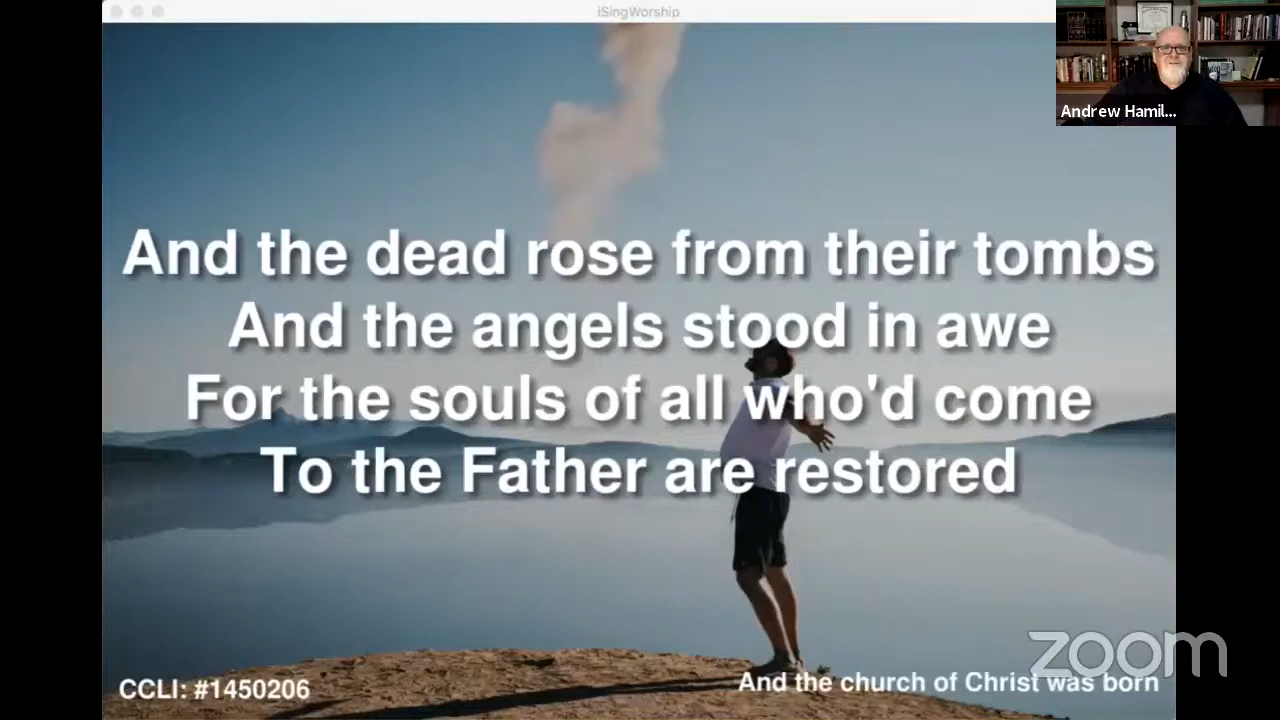 iSingWorship
Andrew Hamil...
And the dead rose from their tombs
And the angels stood in awe
For the souls of all who'd come
To the Father are restored
CCLI: #1450206
And the church of Christ was born
zoom